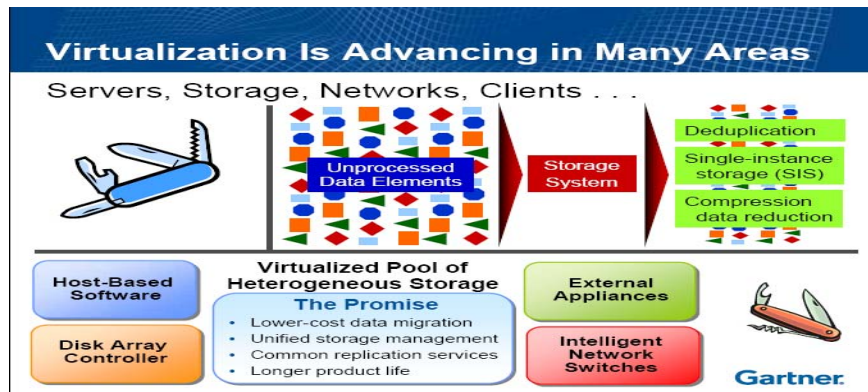 Virtualization Is Advancing in Many Areas
Servers, Storage, Networks, Clients . . .
Unprocessed
Data Elements
Storage
System
Deduplication
Single-instance
storage (SIS)
Compression
data reduction
Host-Based
Software
Disk Array
Controller
Virtualized Pool of
Heterogeneous Storage
The Promise
• Lower-cost data migration
• Unified storage management
• Common replication services
• Longer product life
External
Appliances
Intelligent
Network
Switches
Gartner.